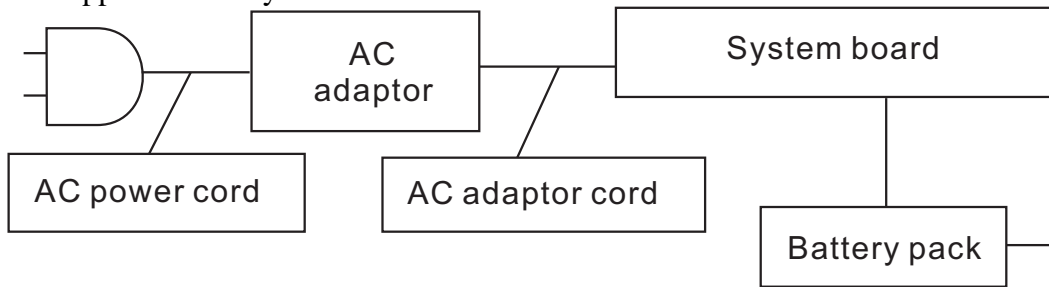 AC
adaptor
System board
AC power cord
AC adaptor cord
Battery pack